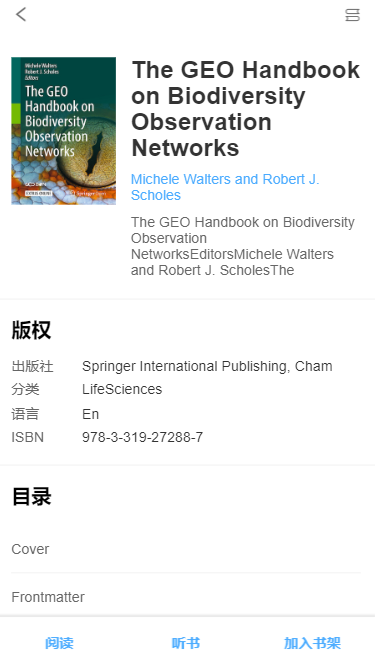 Michele Walters
Robert J. Scholes
Editors
The GEO
Handbook on
Biodiversity
Observation
Networks
The GEO Handbook
on Biodiversity
Observation
Networks
Michele Walters and Robert J.
Scholes
The GEO Handbook on Biodiversity
Observation
NetworksEditorsMichele Walters
and Robert J. ScholesThe
版权
出版社 Springer International Publishing, Cham
分类 LifeSciences
语言 En
ISBN 978-3-319-27288-7
目录
Cover
Frontmatter
阅读 听书 加入书架